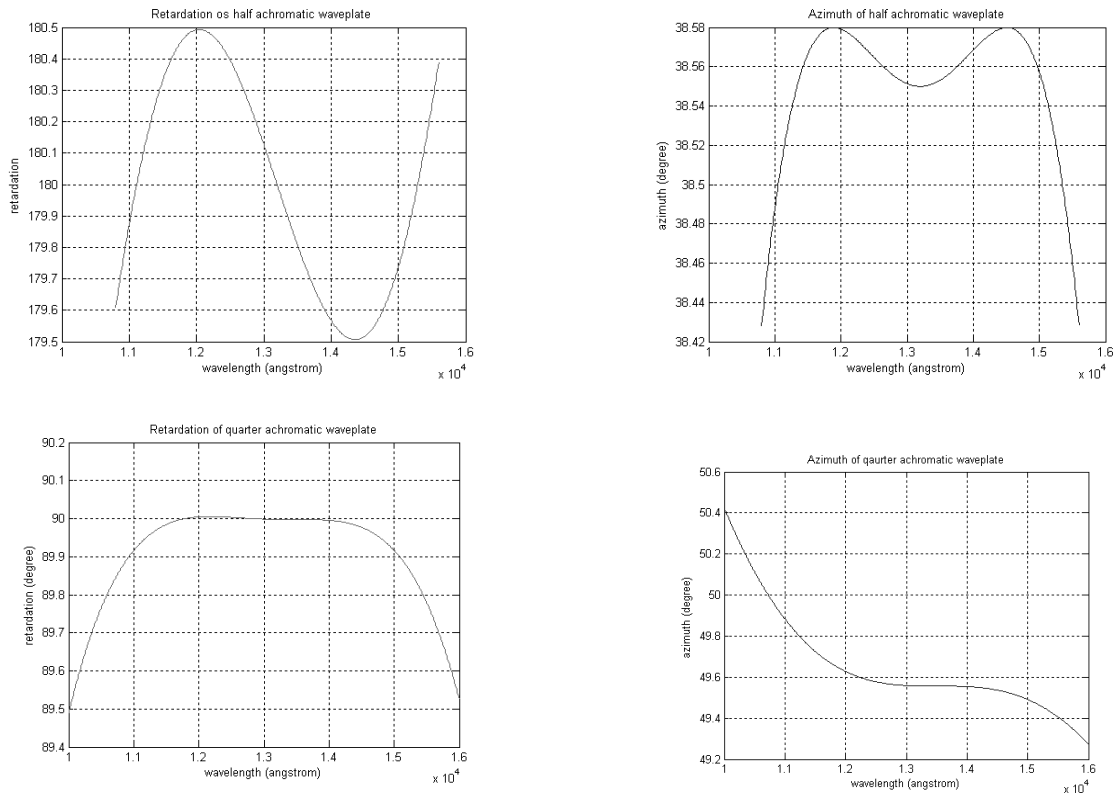 Retardation os half achromatic waveplate
180.5
180.4
180.3
180.2
180.1
180
179.9
179.8
179.7
179.6
179.5
retardation
1 1.1 1.2 1.3 1.4 1.5 1.6
wavelength (angstrom)
x 10^4
Azimuth of half achromatic waveplate
38.58
38.56
38.54
38.52
38.5
38.48
38.46
38.44
38.42
azimuth (degree)
1 1.1 1.2 1.3 1.4 1.5 1.6
wavelength (angstrom)
x 10^4
Retardation of quarter achromatic waveplate
90.2
90.1
90
89.9
89.8
89.7
89.6
89.5
89.4
retardation (degree)
1 1.1 1.2 1.3 1.4 1.5 1.6
wavelength (angstrom)
x 10^4
Azimuth of qaurter achromatic waveplate
50.6
50.4
50.2
50
49.8
49.6
49.4
49.2
azimuth (degree)
1 1.1 1.2 1.3 1.4 1.5 1.6
wavelength (angstrom)
x 10^4